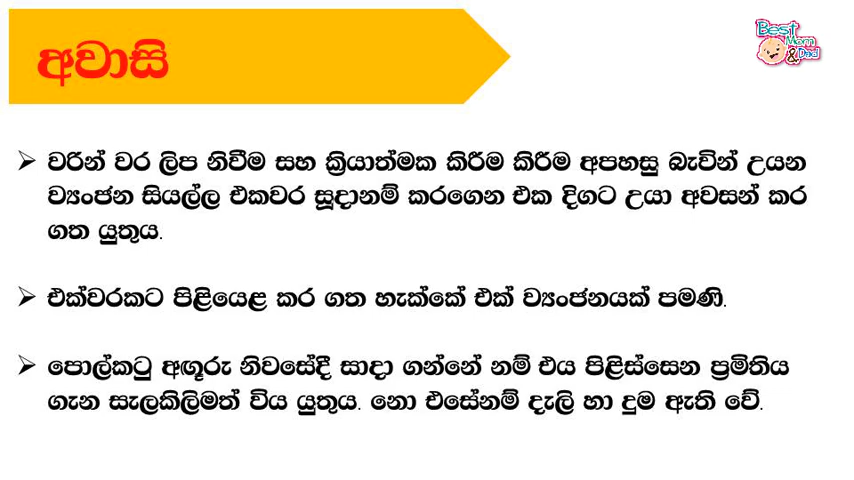 අවාසි
Best
Mom
& Dad
➢ වරින් වර ලිප නිවීම සහ ක්‍රියාත්මක කිරීම කිරීම අපහසු බැවින් උයන
ව්‍යංජන සියල්ල එකවර සූදානම් කරගෙන එක දිගට උයා අවසන් කර
ගත යුතුය.
➢ එක්වරකට පිළියෙළ කර ගත හැක්කේ එක් ව්‍යංජනයක් පමණි.
➢ පොල්කටු අඟුරු නිවසේදී සාදා ගන්නේ නම් එය පිළිස්සෙන ප්‍රමිතිය
ගැන සැලකිලිමත් විය යුතුය. නො එසේනම් දැලි හා දුම ඇති වේ.